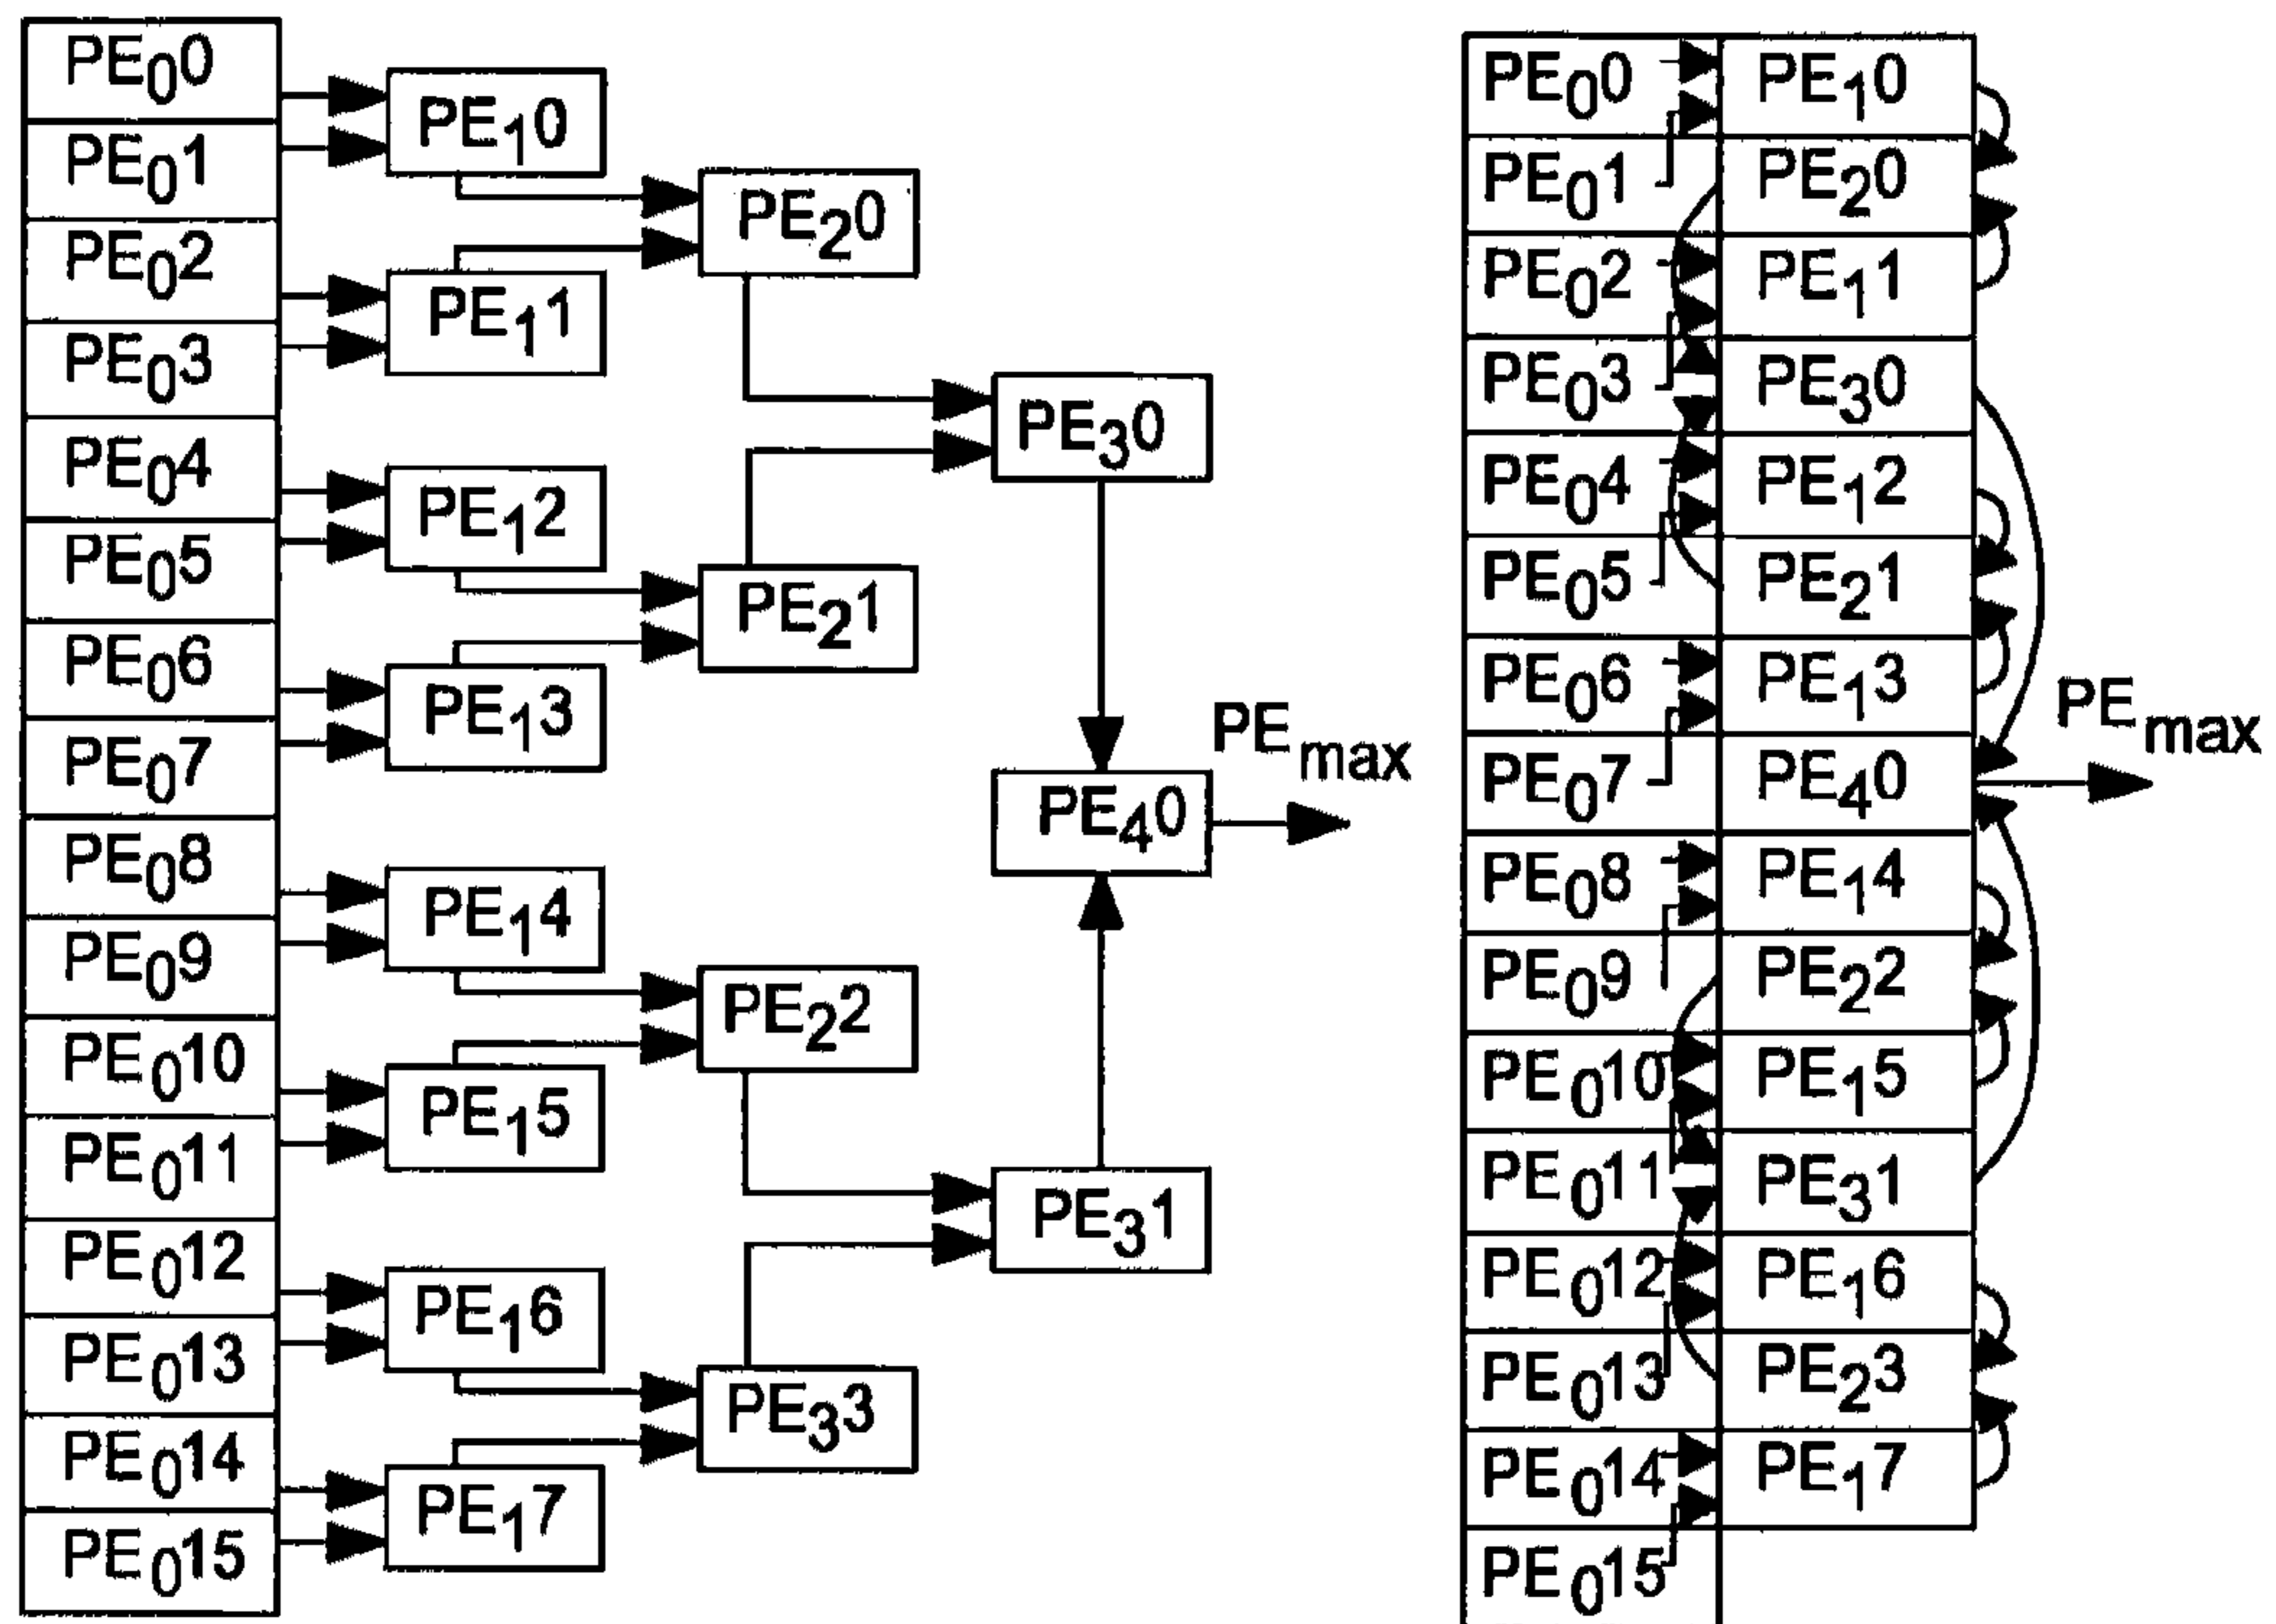 PE₀0
PE₀1
PE₀2
PE₀3
PE₀4
PE₀5
PE₀6
PE₀7
PE₀8
PE₀9
PE₀10
PE₀11
PE₀12
PE₀13
PE₀14
PE₀15
PE₁0
PE₁1
PE₁2
PE₁3
PE₁4
PE₁5
PE₁6
PE₁7
PE₂0
PE₂1
PE₂2
PE₃3
PE₃0
PE₄0
PE₃1
PEmax
PE₀0
PE₀1
PE₀2
PE₀3
PE₀4
PE₀5
PE₀6
PE₀7
PE₀8
PE₀9
PE₀10
PE₀11
PE₀12
PE₀13
PE₀14
PE₀15
PE₁0
PE₂0
PE₁1
PE₃0
PE₁2
PE₂1
PE₁3
PE₄0
PE₁4
PE₂2
PE₁5
PE₃1
PE₁6
PE₂3
PE₁7
PEmax